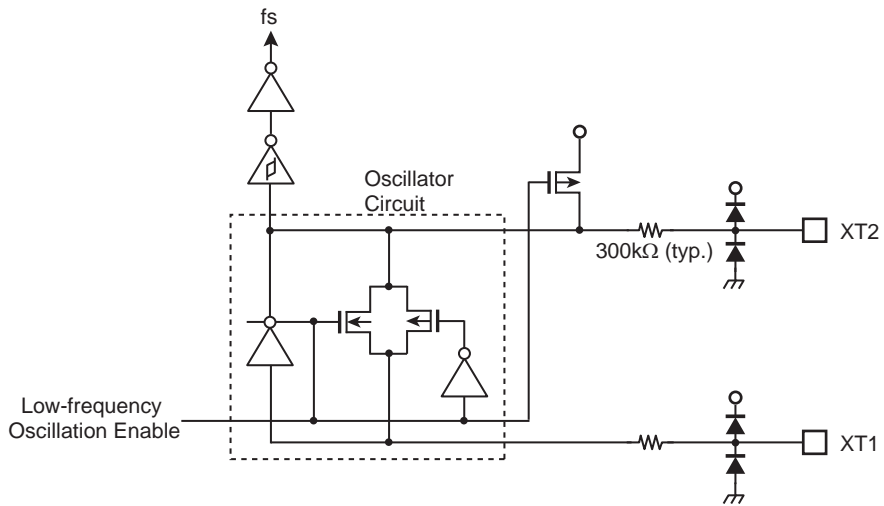 fs
Oscillator
Circuit
300kΩ (typ.)
XT2
Low-frequency
Oscillation Enable
XT1